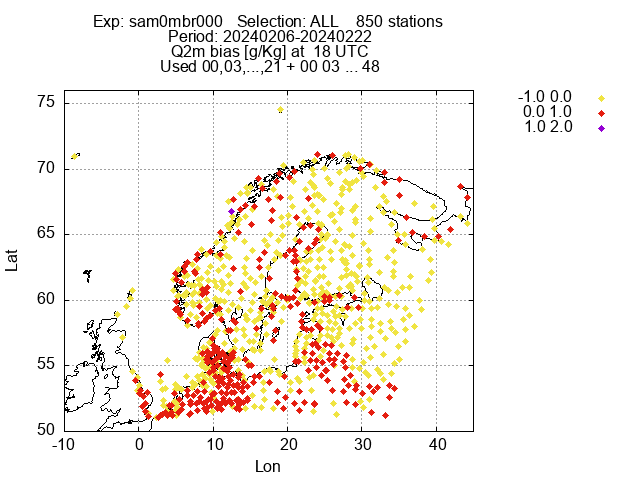 Exp: sam0mbr000   Selection: ALL    850 stations
Period: 20240206-20240222
Q2m bias [g/Kg] at  18 UTC
Used 00,03,...,21 + 00 03 ... 48
-1.0 0.0
0.0 1.0
1.0 2.0
75
70
65
60
55
50
Lat
-10 0 10 20 30 40
Lon